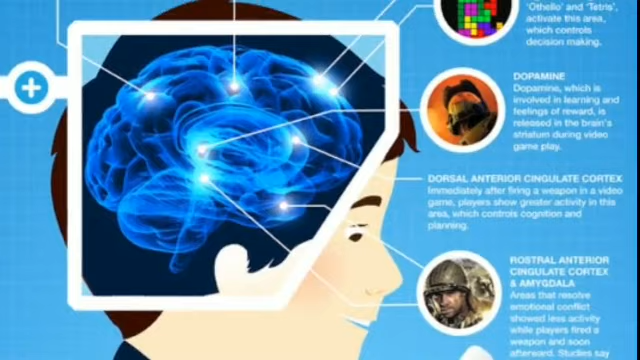 'Othello' and 'Tetris',
activate this area,
which controls
decision making.
DOPAMINE
Dopamine, which is
involved in learning and
feelings of reward, is
released in the brain's
striatum during video
game play.
DORSAL ANTERIOR CINGULATE CORTEX
Immediately after firing a weapon in a video
game, players show greater activity in this
area, which controls cognition and
planning.
ROSTRAL ANTERIOR
CINGULATE CORTEX
& AMYGDALA
Areas that resolve
emotional conflict
showed less activity
while players fired a
weapon and soon
afterward. Studies say